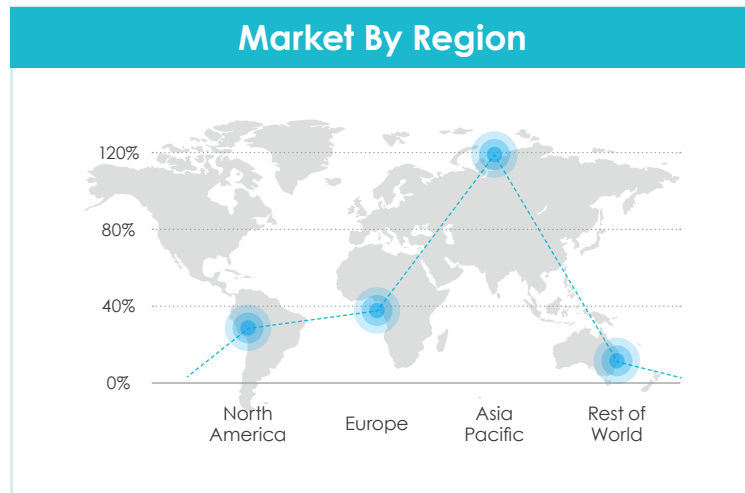 Market By Region
120%
80%
40%
0%
North
America
Europe
Asia
Pacific
Rest of
World